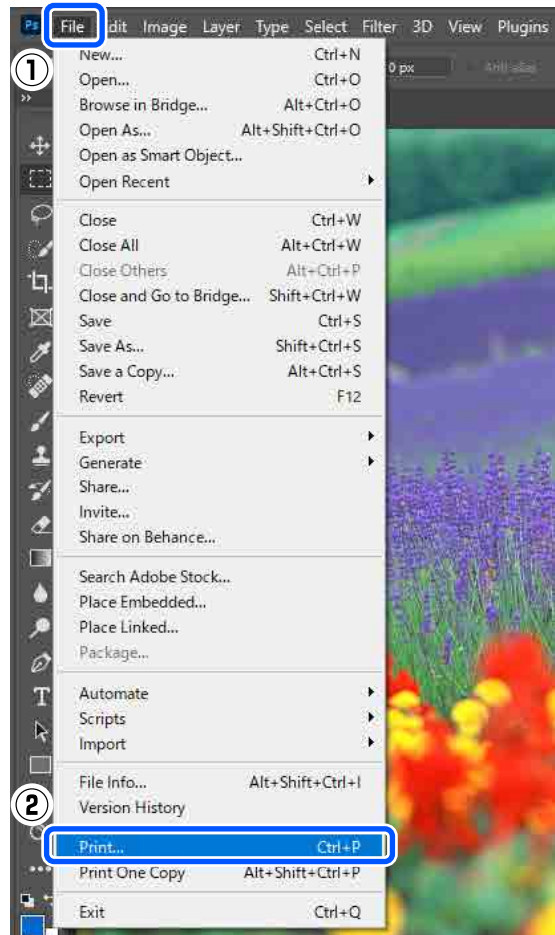 Ps File Edit Image Layer Type Select Filter 3D View Plugins
①
0 px Anti-alias
New... Ctrl+N
Open... Ctrl+O
Browse in Bridge... Alt+Ctrl+O
Open As... Alt+Shift+Ctrl+O
Open as Smart Object...
Open Recent
Close Ctrl+W
Close All Alt+Ctrl+W
Close Others Alt+Ctrl+P
Close and Go to Bridge... Shift+Ctrl+W
Save Ctrl+S
Save As... Shift+Ctrl+S
Save a Copy... Alt+Ctrl+S
Revert F12
Export
Generate
Share...
Invite...
Share on Behance...
Search Adobe Stock...
Place Embedded...
Place Linked...
Package...
Automate
Scripts
Import
File Info... Alt+Shift+Ctrl+I
Version History
②
Print... Ctrl+P
Print One Copy Alt+Shift+Ctrl+P
Exit Ctrl+Q